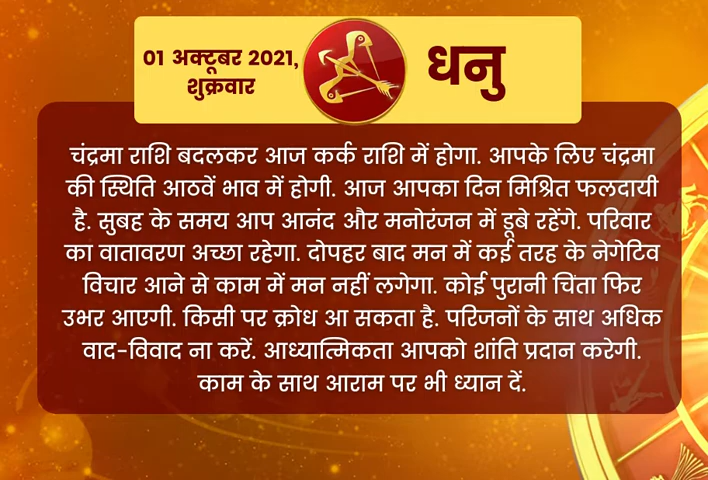 01 अक्टूबर 2021,
शुक्रवार
धनु
चंद्रमा राशि बदलकर आज कर्क राशि में होगा. आपके लिए चंद्रमा
की स्थिति आठवें भाव में होगी. आज आपका दिन मिश्रित फलदायी
है. सुबह के समय आप आनंद और मनोरंजन में डूबे रहेंगे. परिवार
का वातावरण अच्छा रहेगा. दोपहर बाद मन में कई तरह के नेगेटिव
विचार आने से काम में मन नहीं लगेगा. कोई पुरानी चिंता फिर
उभर आएगी. किसी पर क्रोध आ सकता है. परिजनों के साथ अधिक
वाद-विवाद ना करें. आध्यात्मिकता आपको शांति प्रदान करेगी.
काम के साथ आराम पर भी ध्यान दें.